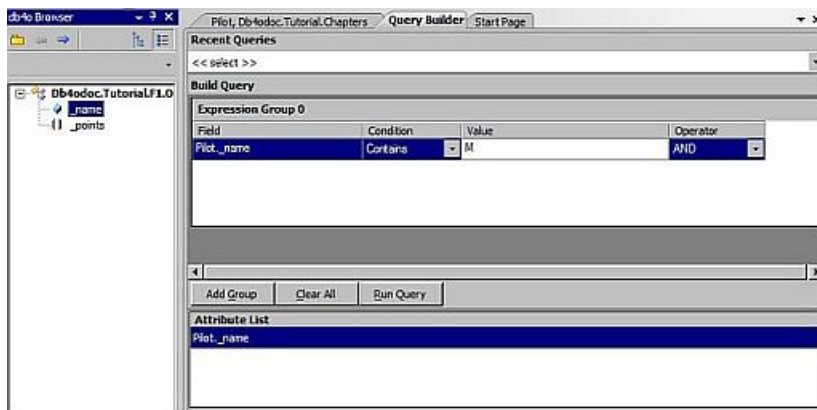 db4o Browser
Db4odoc.Tutorial.F1.0
_name
_points
Pilot, Db4odoc.Tutorial.Chapters
Query Builder
Start Page
Recent Queries
<< select >>
Build Query
Expression Group 0
Field Condition Value Operator
Pilot._name Contains M AND
Add Group Clear All Run Query
Attribute List
Pilot._name